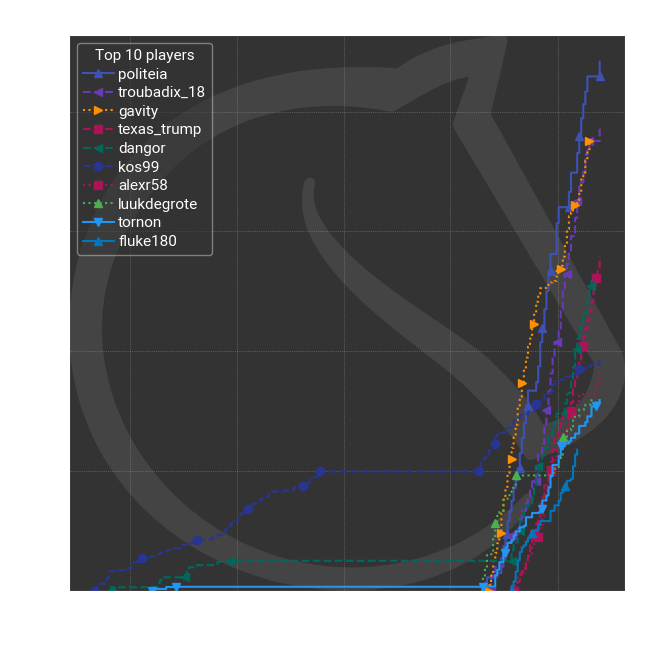 Top 10 players
politeia
troubadix_18
gavity
texas_trump
dangor
kos99
alexr58
luukdegrote
tornon
fluke180